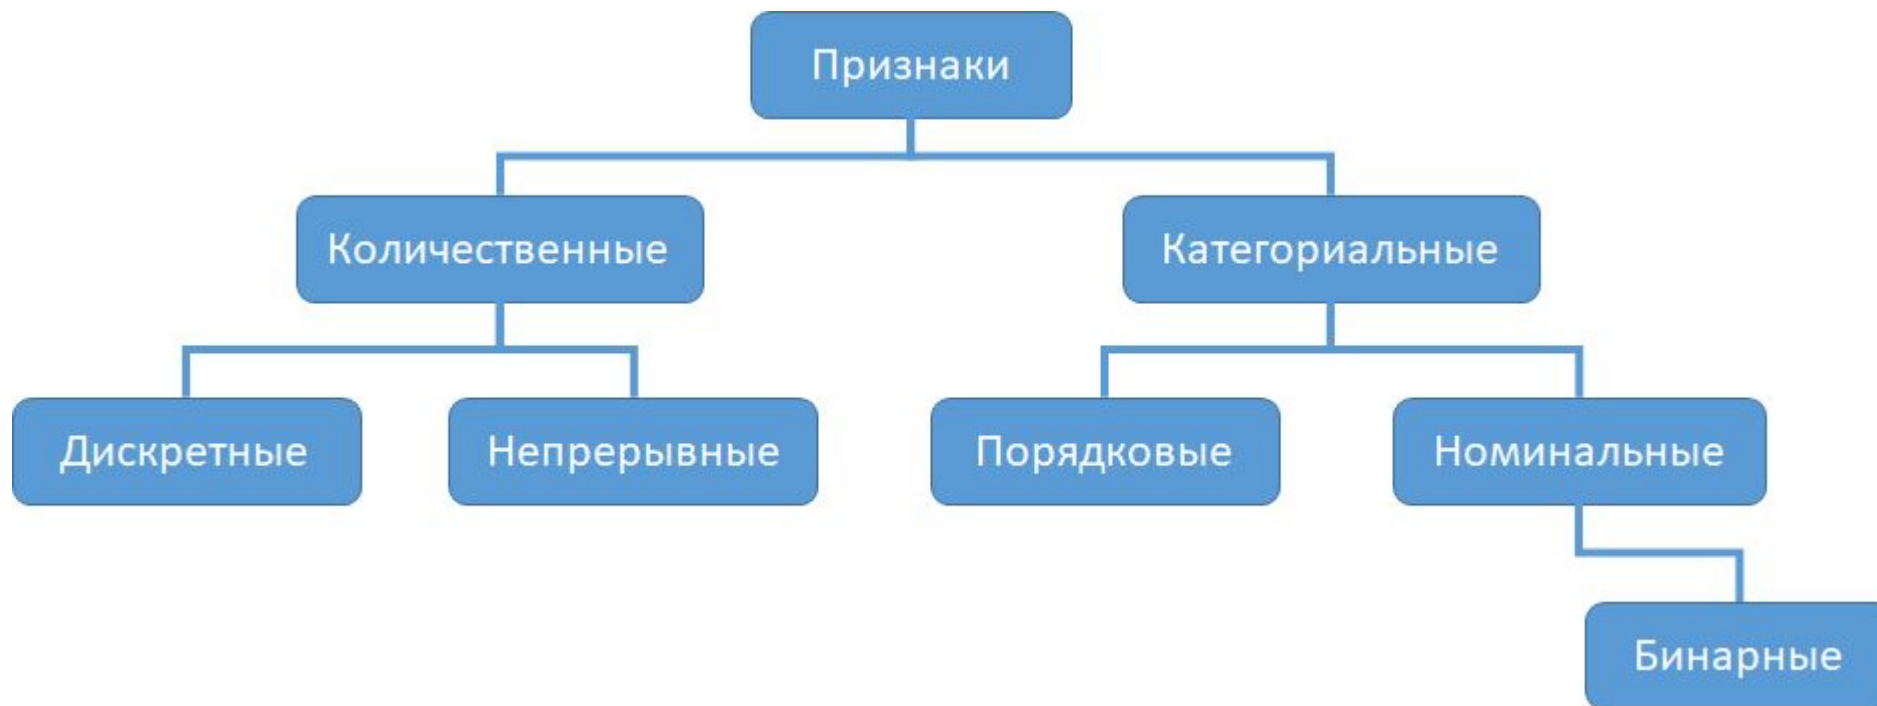 Признаки
Количественные
Категориальные
Дискретные
Непрерывные
Порядковые
Номинальные
Бинарные